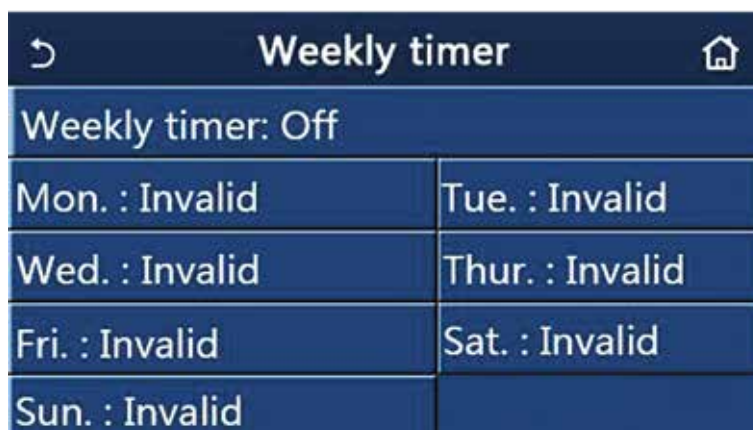 Weekly timer
Weekly timer: Off
Mon. : Invalid Tue. : Invalid
Wed. : Invalid Thur. : Invalid
Fri. : Invalid Sat. : Invalid
Sun. : Invalid